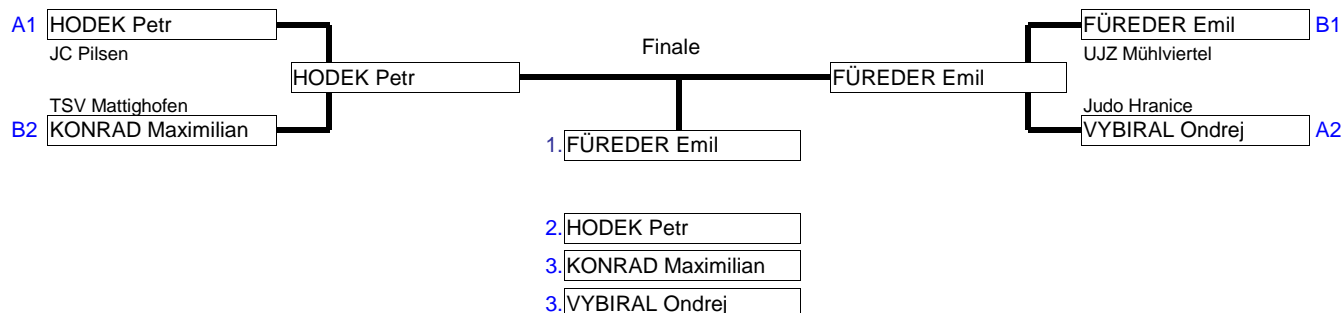 A1 HODEK Petr
JC Pilsen
TSV Mattighofen
B2 KONRAD Maximilian
HODEK Petr
Finale
FÜREDER Emil
FÜREDER Emil B1
UJZ Mühlviertel
Judo Hranice
VYBIRAL Ondrej A2
1. FÜREDER Emil
2. HODEK Petr
3. KONRAD Maximilian
3. VYBIRAL Ondrej